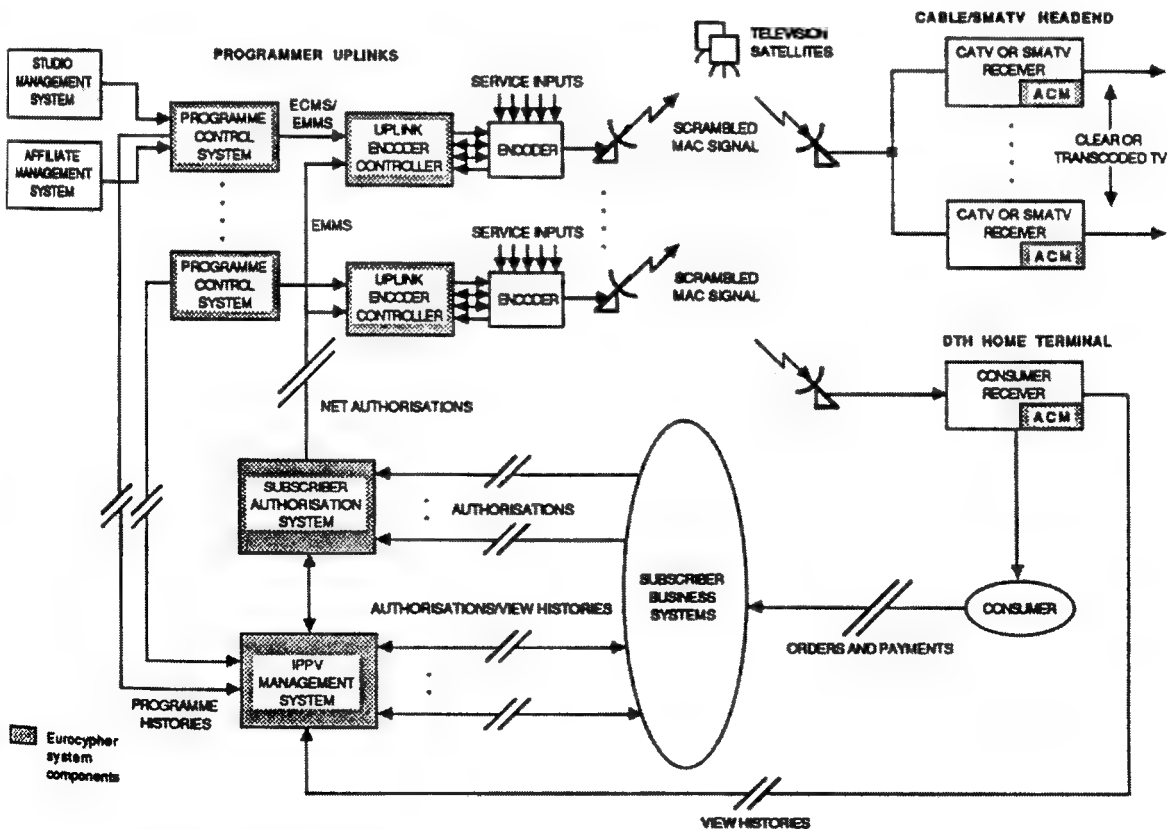 CABLE/SMATV HEADEND
PROGRAMMER UPLINKS
TELEVISION
SATELLITES
STUDIO
MANAGEMENT
SYSTEM
AFFILIATE
MANAGEMENT
SYSTEM
PROGRAMME
CONTROL
SYSTEM
ECMS/
EMMS
UPLINK
ENCODER
CONTROLLER
SERVICE INPUTS
ENCODER
SCRAMBLED
MAC SIGNAL
CATV OR SMATV
RECEIVER
ACM
CLEAR OR
TRANSCODED TV
CATV OR SMATV
RECEIVER
ACM
EMMS
PROGRAMME
CONTROL
SYSTEM
UPLINK
ENCODER
CONTROLLER
SERVICE INPUTS
ENCODER
SCRAMBLED
MAC SIGNAL
DTH HOME TERMINAL
CONSUMER
RECEIVER
ACM
NET AUTHORISATIONS
SUBSCRIBER
AUTHORISATION
SYSTEM
AUTHORISATIONS
SUBSCRIBER
BUSINESS
SYSTEMS
CONSUMER
ORDERS AND PAYMENTS
AUTHORISATIONS/VIEW HISTORIES
IPPV
MANAGEMENT
SYSTEM
PROGRAMME
HISTORIES
Eurocypher
system
components
VIEW HISTORIES